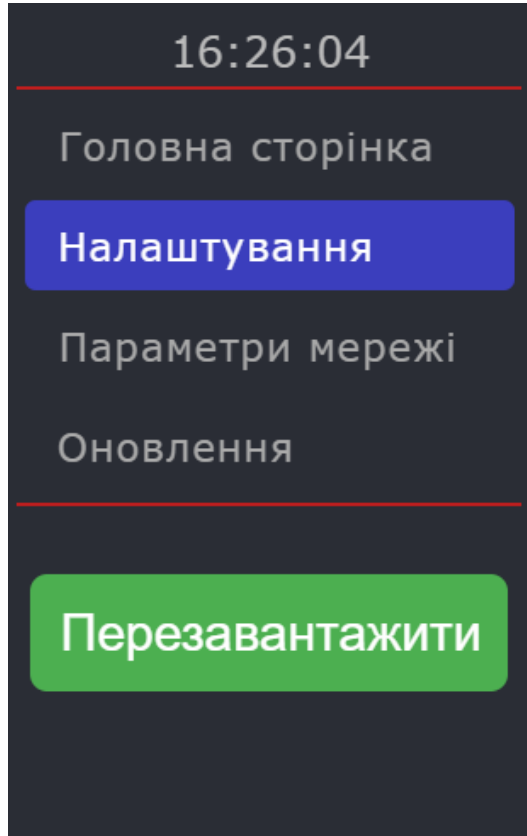 16:26:04
Головна сторінка
Налаштування
Параметри мережі
Оновлення
Перезавантажити